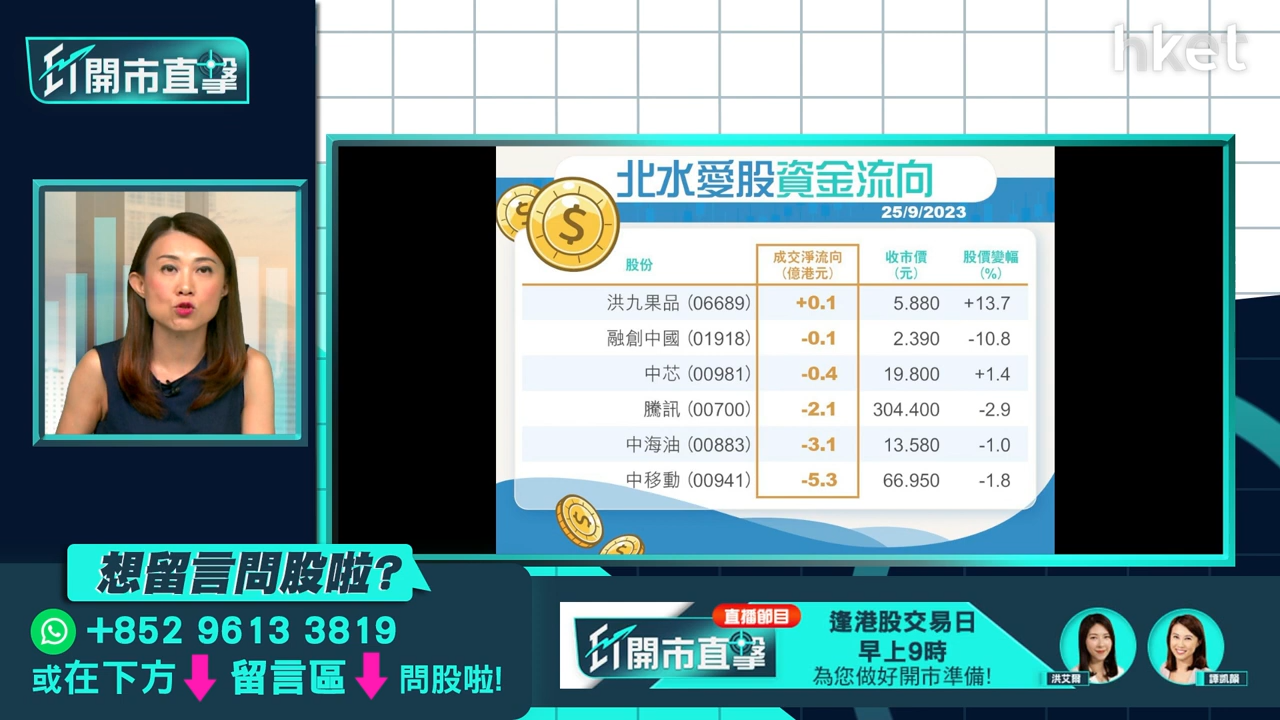 ET開市直擊
hket
北水愛股資金流向
25/9/2023
股份 成交淨流向(億港元) 收市價(元) 股價變幅(%)
洪九果品 (06689) +0.1 5.880 +13.7
融創中國 (01918) -0.1 2.390 -10.8
中芯 (00981) -0.4 19.800 +1.4
騰訊 (00700) -2.1 304.400 -2.9
中海油 (00883) -3.1 13.580 -1.0
中移動 (00941) -5.3 66.950 -1.8
想留言問股啦?
+852 9613 3819
或在下方 留言區 問股啦!
直播節目
ET開市直擊
逢港股交易日
早上9時
為您做好開市準備!
洪艾爾
譚凱韻